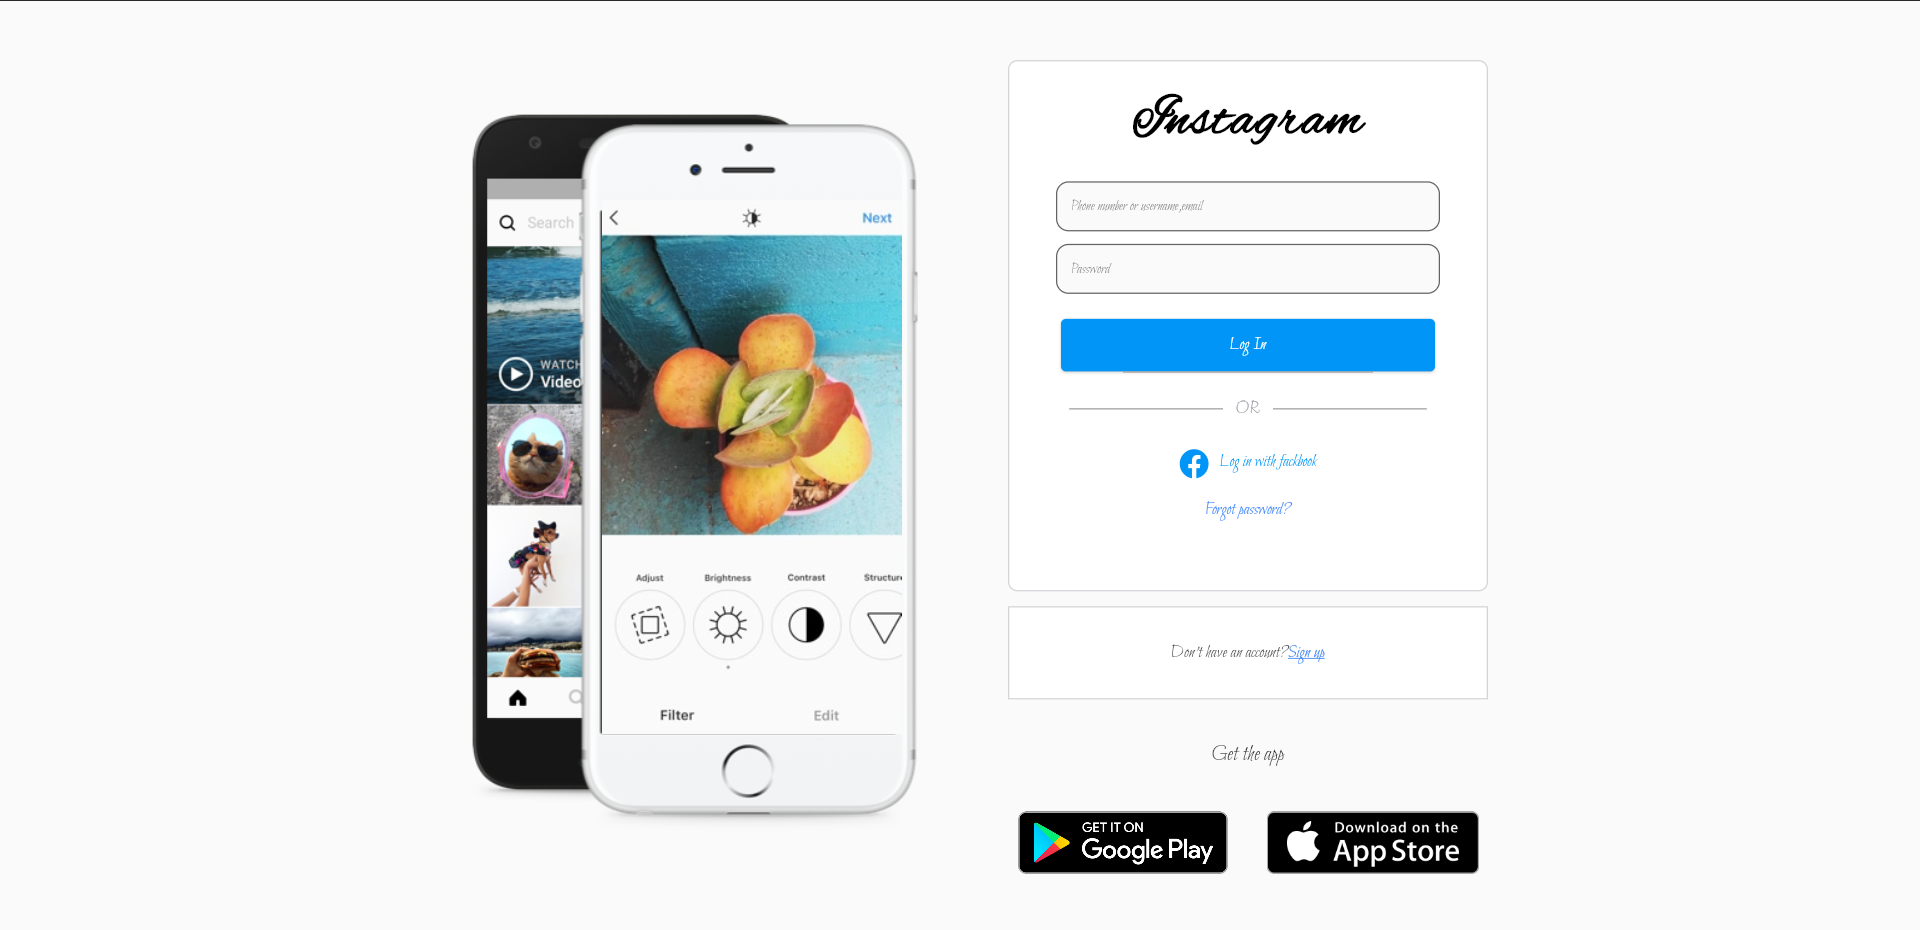 Search
WATCH
Video
Next
Adjust
Brightness
Contrast
Structur
Filter
Edit
Instagram
Phone number or username,email
Password
Log In
OR
Log in with fackbook
Forgot password?
Don't have an account?Sign up
Get the app
GET IT ON
Google Play
Download on the
App Store